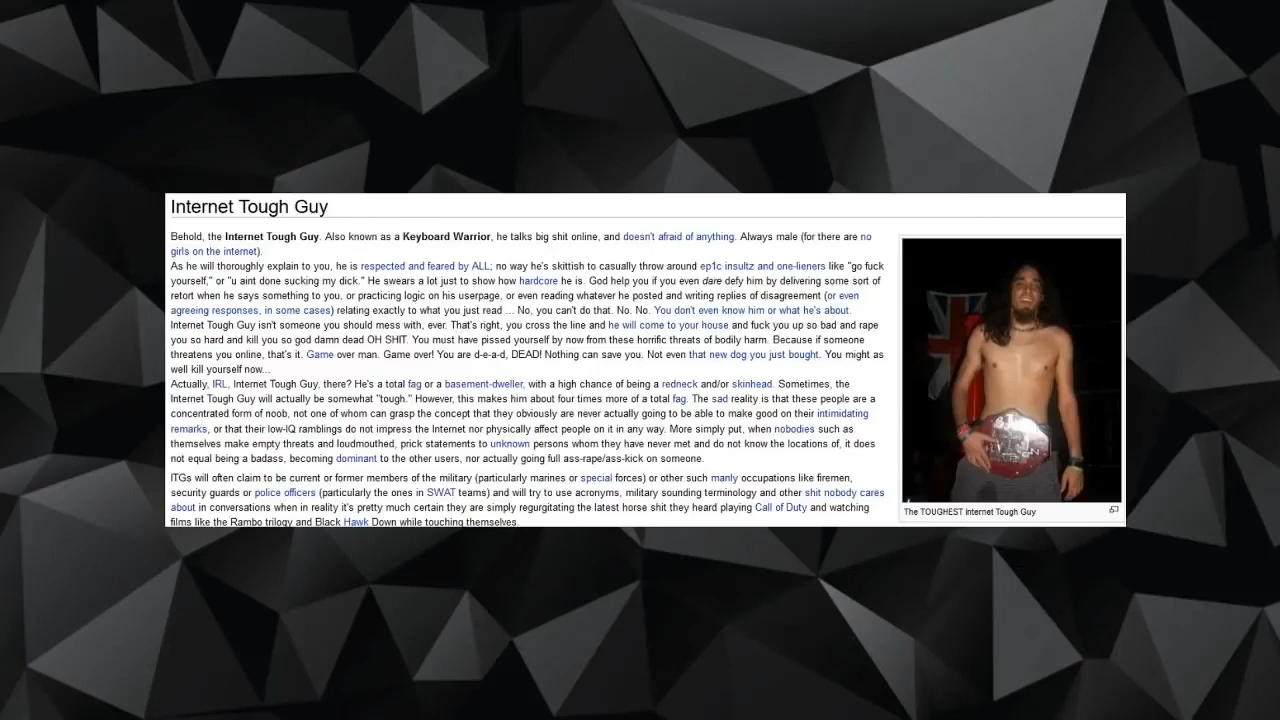 Internet Tough Guy
Behold, the Internet Tough Guy. Also known as a Keyboard Warrior, he talks big shit online, and doesn't afraid of anything. Always male (for there are no
girls on the internet).
As he will thoroughly explain to you, he is respected and feared by ALL; no way he's skittish to casually throw around ep1c insultz and one-lieners like "go fuck
yourself," or "u aint done sucking my dick." He swears a lot just to show how hardcore he is. God help you if you even dare defy him by delivering some sort of
retort when he says something to you, or practicing logic on his userpage, or even reading whatever he posted and writing replies of disagreement (or even
agreeing responses, in some cases) relating exactly to what you just read ... No, you can't do that. No. No. You don't even know him or what he's about.
Internet Tough Guy isn't someone you should mess with, ever. That's right, you cross the line and he will come to your house and fuck you up so bad and rape
you so hard and kill you so god damn dead OH SHIT. You must have pissed yourself by now from these horrific threats of bodily harm. Because if someone
threatens you online, that's it. Game over man. Game over! You are d-e-a-d, DEAD! Nothing can save you. Not even that new dog you just bought. You might as
well kill yourself now...
Actually, IRL, Internet Tough Guy, there? He's a total fag or a basement-dweller, with a high chance of being a redneck and/or skinhead. Sometimes, the
Internet Tough Guy will actually be somewhat "tough." However, this makes him about four times more of a total fag. The sad reality is that these people are a
concentrated form of noob, not one of whom can grasp the concept that they obviously are never actually going to be able to make good on their intimidating
remarks, or that their low-IQ ramblings do not impress the Internet nor physically affect people on it in any way. More simply put, when nobodies such as
themselves make empty threats and loudmouthed, prick statements to unknown persons whom they have never met and do not know the locations of, it does
not equal being a badass, becoming dominant to the other users, nor actually going full ass-rape/ass-kick on someone.
ITGs will often claim to be current or former members of the military (particularly marines or special forces) or other such manly occupations like firemen,
security guards or police officers (particularly the ones in SWAT teams) and will try to use acronyms, military sounding terminology and other shit nobody cares
about in conversations when in reality it's pretty much certain they are simply regurgitating the latest horse shit they heard playing Call of Duty and watching
films like the Rambo trilogy and Black Hawk Down while touching themselves.
The TOUGHEST Internet Tough Guy